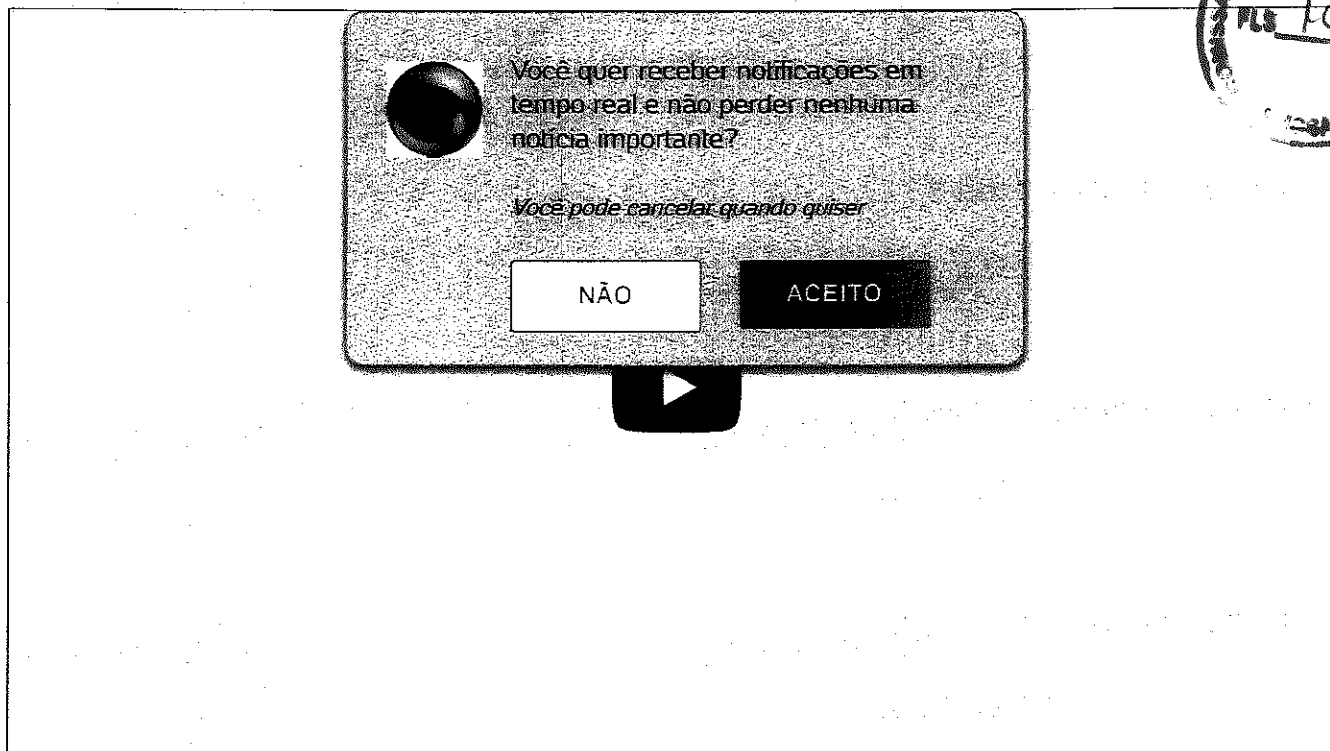 FLS
Você quer receber notificações em
tempo real e não perder nenhuma
notícia importante?
Você pode cancelar quando quiser
NÃO
ACEITO